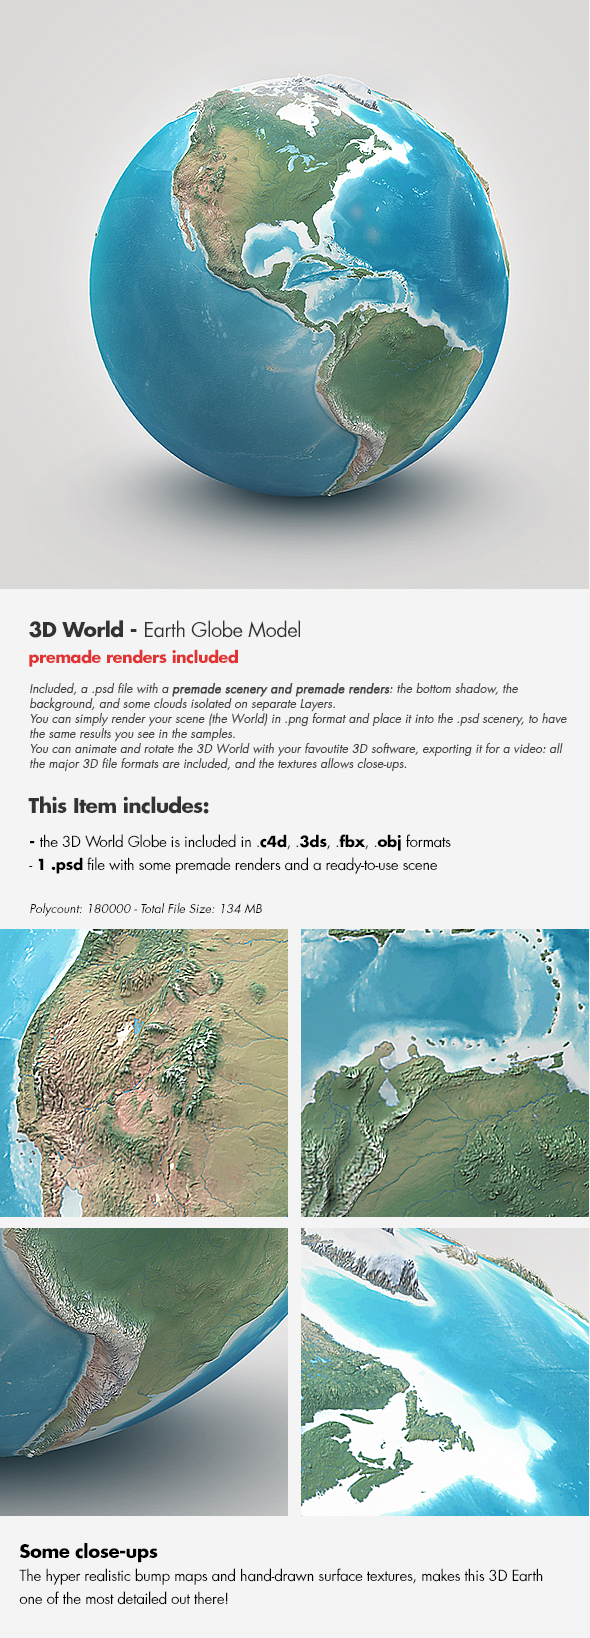 3D World - Earth Globe Model
premade renders included
Included, a .psd file with a premade scenery and premade renders: the bottom shadow, the
background, and some clouds isolated on separate Layers.
You can simply render your scene (the World) in .png format and place it into the .psd scenery, to have
the same results you see in the samples.
You can animate and rotate the 3D World with your favoutite 3D software, exporting it for a video: all
the major 3D file formats are included, and the textures allows close-ups.
This Item includes:
- the 3D World Globe is included in .c4d, .3ds, .fbx, .obj formats
- 1 .psd file with some premade renders and a ready-to-use scene
Polycount: 180000 - Total File Size: 134 MB
Some close-ups
The hyper realistic bump maps and hand-drawn surface textures, makes this 3D Earth
one of the most detailed out there!